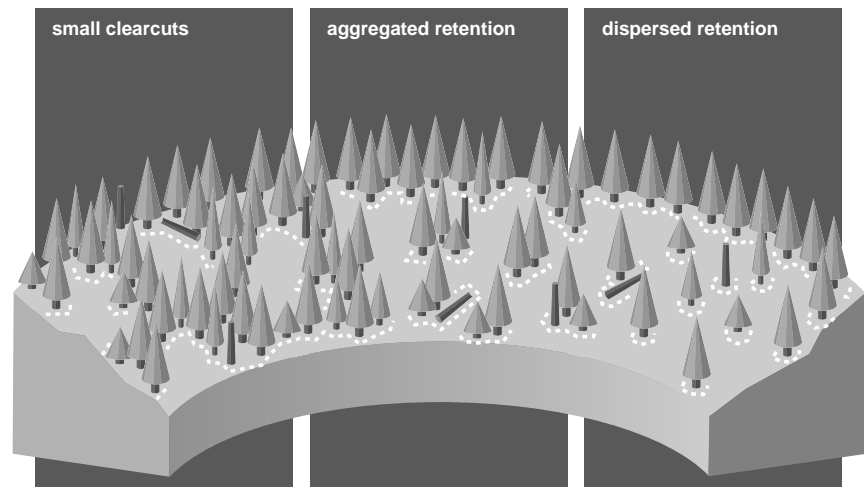 small clearcuts
aggregated retention
dispersed retention